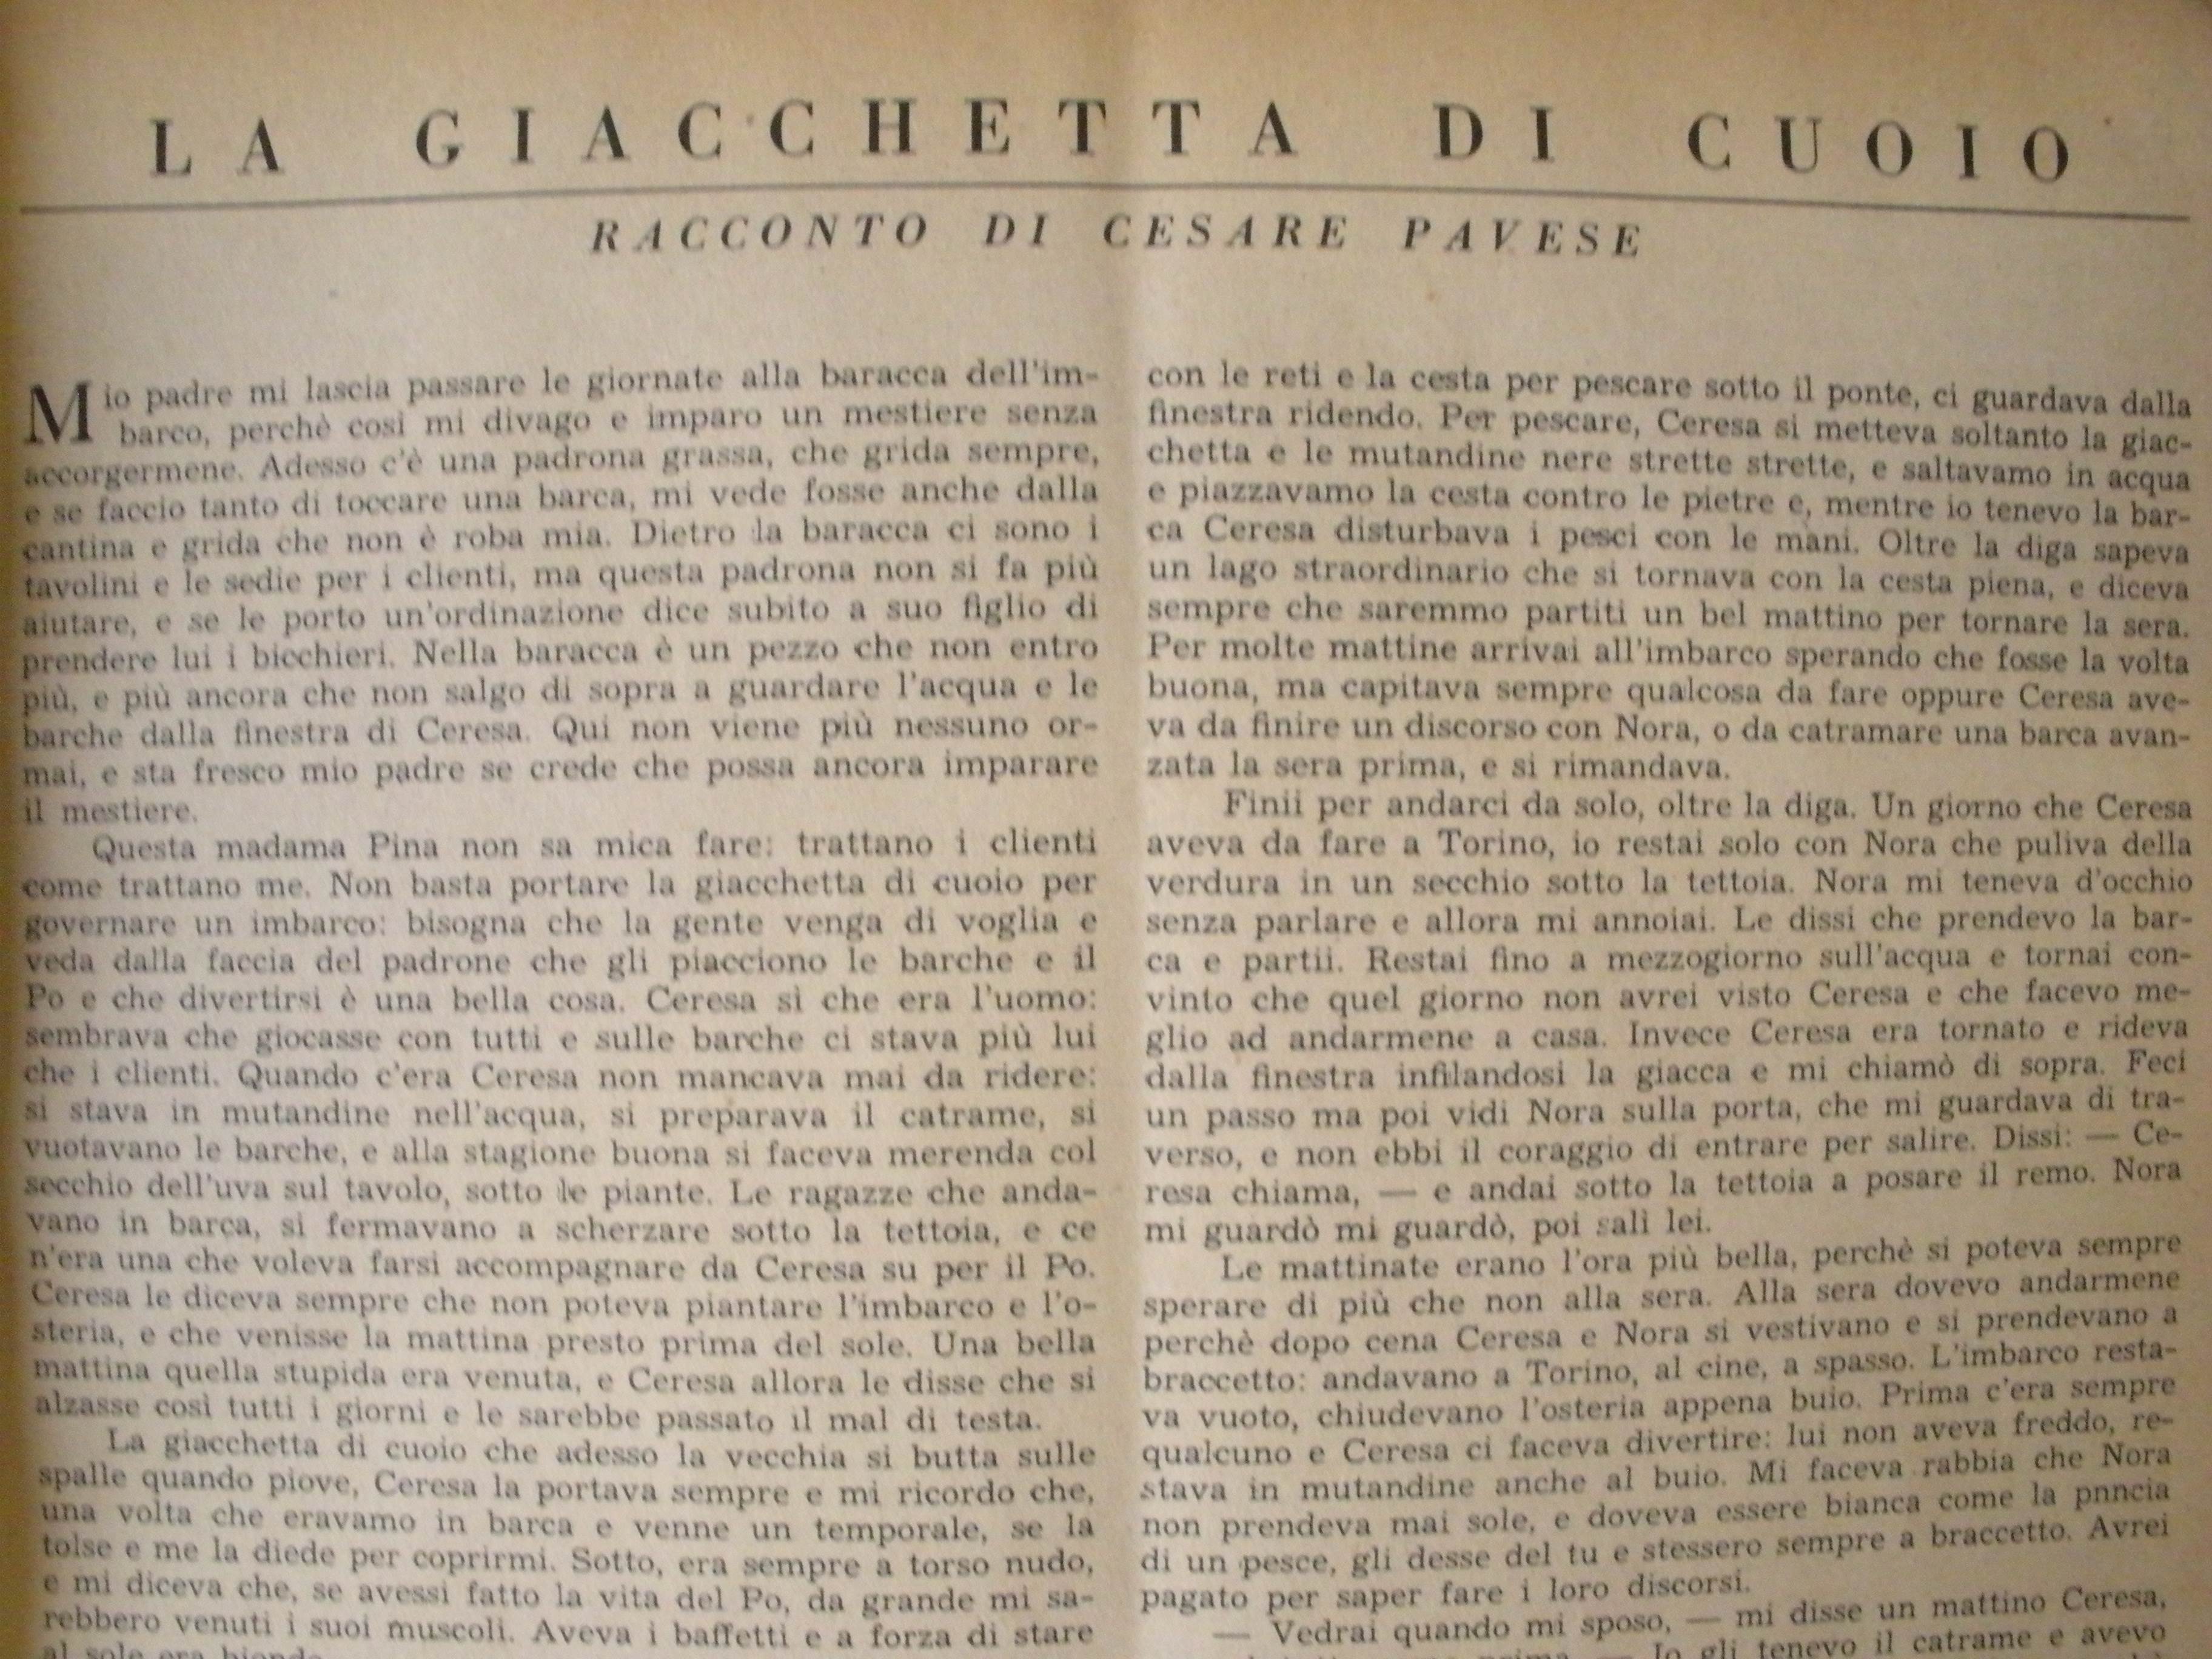 LA GIACCHETTA DI CUOIO
RACCONTO DI CESARE PAVESE
Mio padre mi lascia passare le giornate alla baracca dell'im-
barco, perchè così mi divago e imparo un mestiere senza
accorgermene. Adesso c'è una padrona grassa, che grida sempre,
e se faccio tanto di toccare una barca, mi vede fosse anche dalla
cantina e grida che non è roba mia. Dietro la baracca ci sono i
tavolini e le sedie per i clienti, ma questa padrona non si fa più
aiutare, e se le porto un'ordinazione dice subito a suo figlio di
prendere lui i bicchieri. Nella baracca è un pezzo che non entro
più, e più ancora che non salgo di sopra a guardare l'acqua e le
barche dalla finestra di Ceresa. Qui non viene più nessuno or-
mai, e sta fresco mio padre se crede che possa ancora imparare
il mestiere.
Questa madama Pina non sa mica fare: trattano i clienti
come trattano me. Non basta portare la giacchetta di cuoio per
governare un imbarco: bisogna che la gente venga di voglia e
veda dalla faccia del padrone che gli piacciono le barche e il
Po e che divertirsi è una bella cosa. Ceresa sì che era l'uomo:
sembrava che giocasse con tutti e sulle barche ci stava più lui
che i clienti. Quando c'era Ceresa non mancava mai da ridere:
si stava in mutandine nell'acqua, si preparava il catrame, si
vuotavano le barche, e alla stagione buona si faceva merenda col
secchio dell'uva sul tavolo, sotto le piante. Le ragazze che anda-
vano in barca, si fermavano a scherzare sotto la tettoia, e ce
n'era una che voleva farsi accompagnare da Ceresa su per il Po.
Ceresa le diceva sempre che non poteva piantare l'imbarco e l'o-
steria, e che venisse la mattina presto prima del sole. Una bella
mattina quella stupida era venuta, e Ceresa allora le disse che si
alzasse così tutti i giorni e le sarebbe passato il mal di testa.
La giacchetta di cuoio che adesso la vecchia si butta sulle
spalle quando piove, Ceresa la portava sempre e mi ricordo che,
una volta che eravamo in barca e venne un temporale, se la
tolse e me la diede per coprirmi. Sotto, era sempre a torso nudo,
e mi diceva che, se avessi fatto la vita del Po, da grande mi sa-
rebbero venuti i suoi muscoli. Aveva i baffetti e a forza di stare
al sole era biondo
con le reti e la cesta per pescare sotto il ponte, ci guardava dalla
finestra ridendo. Per pescare, Ceresa si metteva soltanto la giac-
chetta e le mutandine nere strette strette, e saltavamo in acqua
e piazzavamo la cesta contro le pietre e, mentre io tenevo la bar-
ca Ceresa disturbava i pesci con le mani. Oltre la diga sapeva
un lago straordinario che si tornava con la cesta piena, e diceva
sempre che saremmo partiti un bel mattino per tornare la sera.
Per molte mattine arrivai all'imbarco sperando che fosse la volta
buona, ma capitava sempre qualcosa da fare oppure Ceresa ave-
va da finire un discorso con Nora, o da catramare una barca avan-
zata la sera prima, e si rimandava.
Finii per andarci da solo, oltre la diga. Un giorno che Ceresa
aveva da fare a Torino, io restai solo con Nora che puliva della
verdura in un secchio sotto la tettoia. Nora mi teneva d'occhio
senza parlare e allora mi annoiai. Le dissi che prendevo la bar-
ca e partii. Restai fino a mezzogiorno sull'acqua e tornai con-
vinto che quel giorno non avrei visto Ceresa e che facevo me-
glio ad andarmene a casa. Invece Ceresa era tornato e rideva
dalla finestra infilandosi la giacca e mi chiamò di sopra. Feci
un passo ma poi vidi Nora sulla porta, che mi guardava di tra-
verso, e non ebbi il coraggio di entrare per salire. Dissi: — Ce-
resa chiama, — e andai sotto la tettoia a posare il remo. Nora
mi guardò mi guardò, poi salì lei.
Le mattinate erano l'ora più bella, perchè si poteva sempre
sperare di più che non alla sera. Alla sera dovevo andarmene
perchè dopo cena Ceresa e Nora si vestivano e si prendevano a
braccetto: andavano a Torino, al cine, a spasso. L'imbarco resta-
va vuoto, chiudevano l'osteria appena buio. Prima c'era sempre
qualcuno e Ceresa ci faceva divertire: lui non aveva freddo, re-
stava in mutandine anche al buio. Mi faceva rabbia che Nora
non prendeva mai sole, e doveva essere bianca come la pnncia
di un pesce, gli desse del tu e stessero sempre a braccetto. Avrei
pagato per saper fare i loro discorsi.
— Vedrai quando mi sposo, — mi disse un mattino Ceresa,
prima. — Io gli tenevo il catrame e avevo